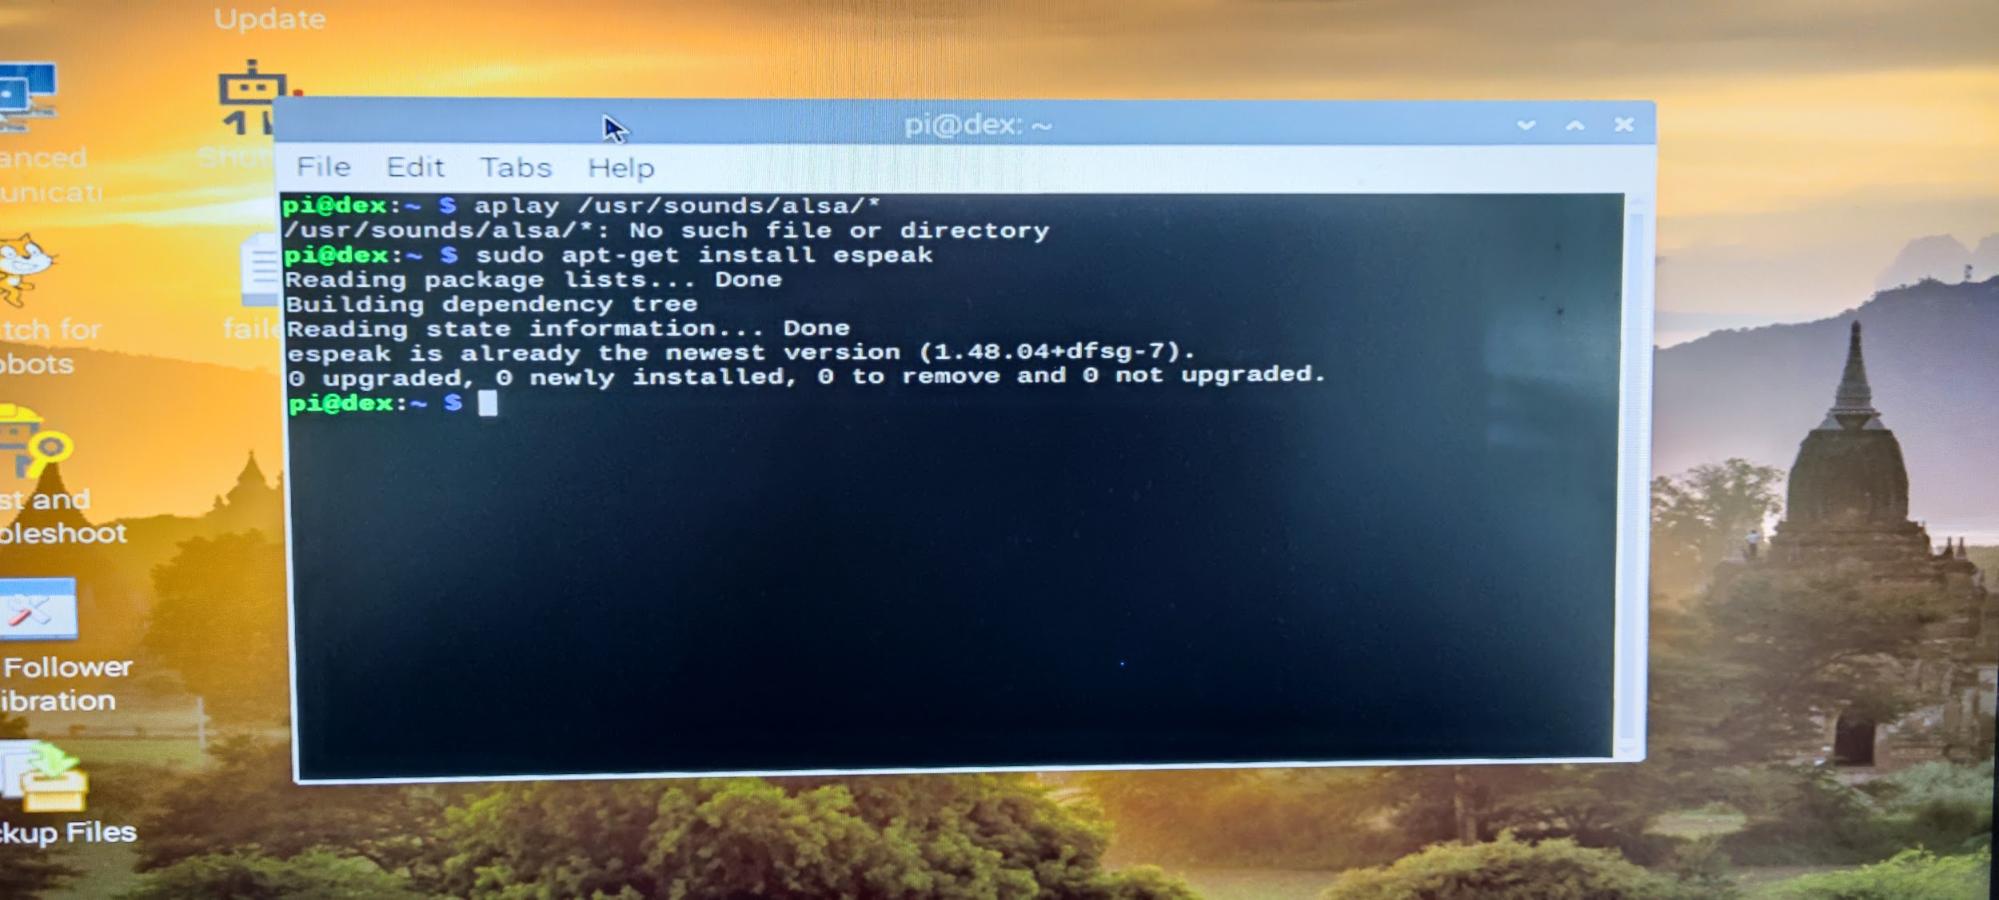 Update
anced
unicati
tch for
obots
st and
oleshoot
Follower
ibration
ckup Files
faile
pi@dex: ~
File Edit Tabs Help
pi@dex:~ $ aplay /usr/sounds/alsa/*
/usr/sounds/alsa/*: No such file or directory
pi@dex:~ $ sudo apt-get install espeak
Reading package lists... Done
Building dependency tree
Reading state information... Done
espeak is already the newest version (1.48.04+dfsg-7).
0 upgraded, 0 newly installed, 0 to remove and 0 not upgraded.
pi@dex:~ $